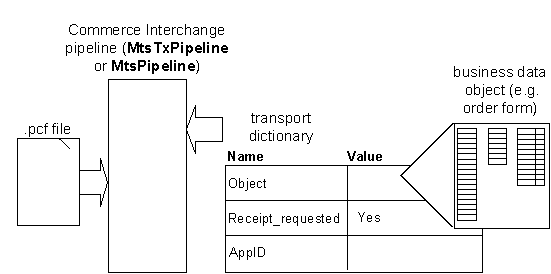 Commerce Interchange
pipeline (MtsTxPipeline
or MtsPipeline)
business data
object (e.g.
order form)
.pcf file
transport
dictionary
Name Value
Object
Receipt_requested Yes
AppID